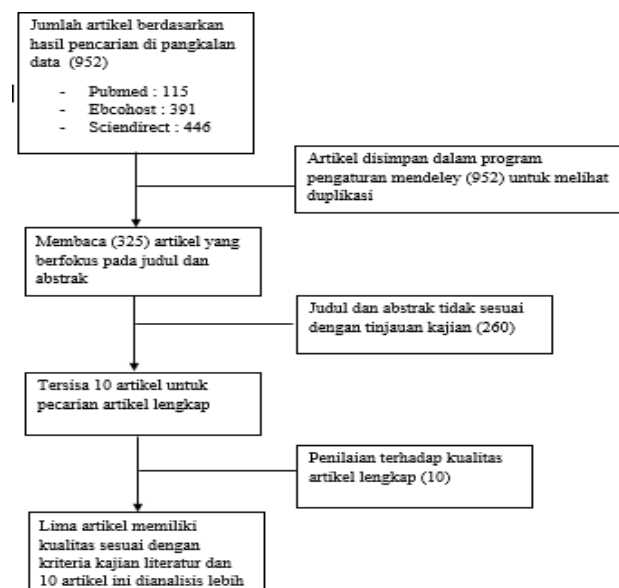 Jumlah artikel berdasarkan
hasil pencarian di pangkalan
data (952)
- Pubmed : 115
- Ebcohost : 391
- Sciendirect : 446
Artikel disimpan dalam program
pengaturan mendeley (952) untuk melihat
duplikasi
Membaca (325) artikel yang
berfokus pada judul dan
abstrak
Judul dan abstrak tidak sesuai
dengan tinjauan kajian (260)
Tersisa 10 artikel untuk
pecarian artikel lengkap
Penilaian terhadap kualitas
artikel lengkap (10)
Lima artikel memiliki
kualitas sesuai dengan
kriteria kajian literatur dan
10 artikel ini dianalisis lebih